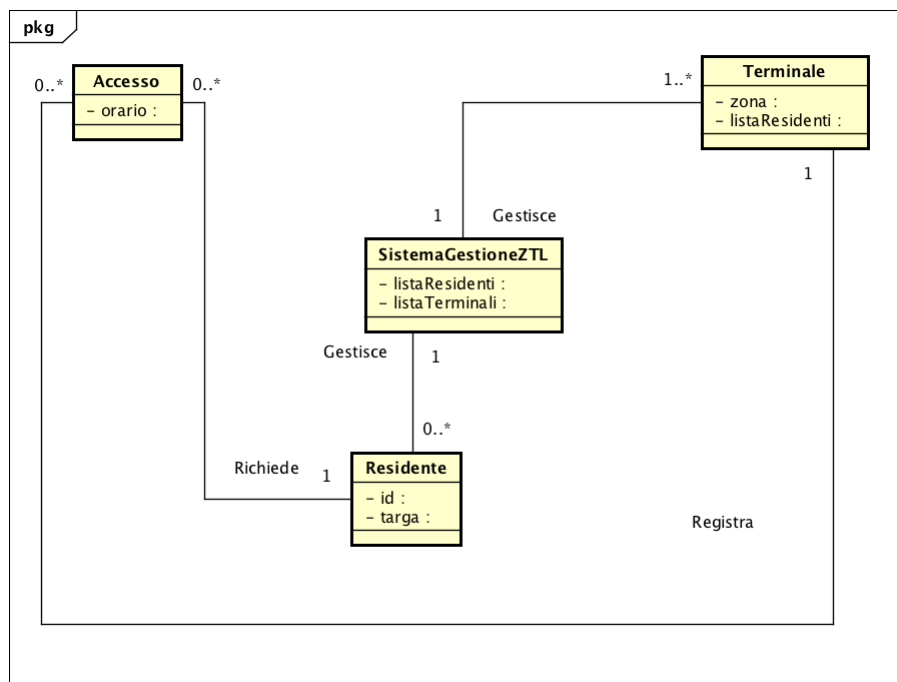 pkg
0..*
Accesso
- orario :
0..*
1..*
Terminale
- zona :
- listaResidenti :
1
1
Gestisce
SistemaGestioneZTL
- listaResidenti :
- listaTerminali :
Gestisce
1
0..*
Richiede
1
Residente
- id :
- targa :
Registra